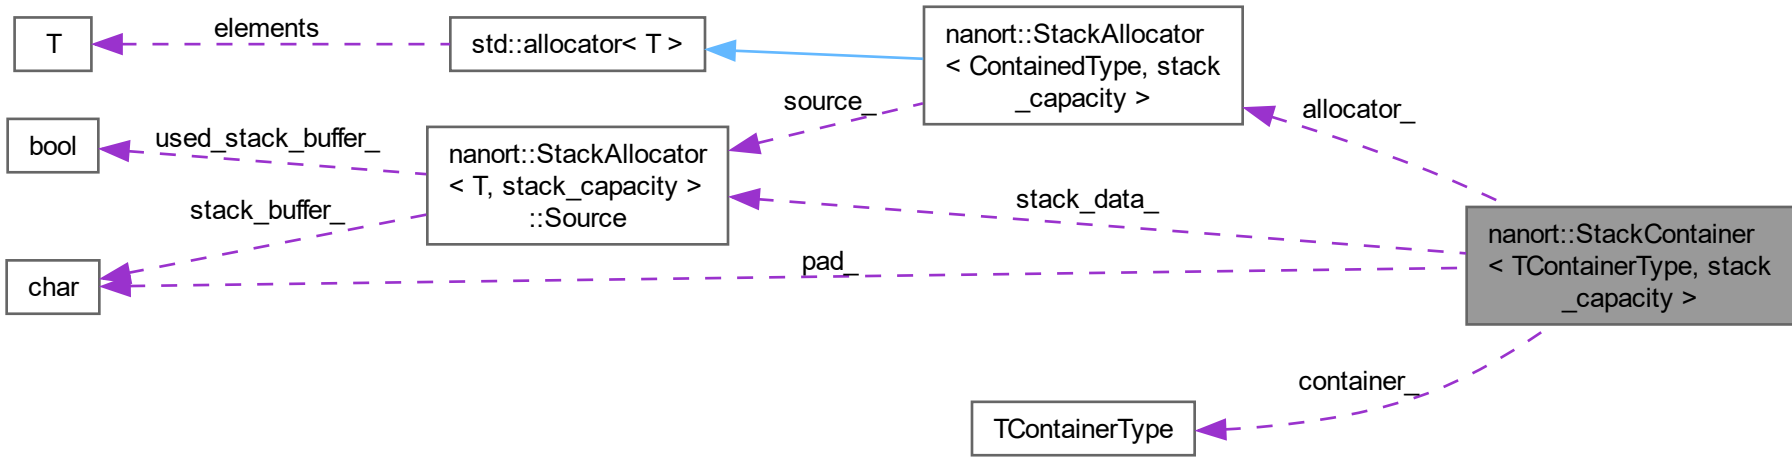 T
elements
std::allocator< T >
nanort::StackAllocator
< ContainedType, stack
_capacity >
source_
allocator_
bool
used_stack_buffer_
nanort::StackAllocator
< T, stack_capacity >
::Source
stack_buffer_
stack_data_
char
pad_
nanort::StackContainer
< TContainerType, stack
_capacity >
container_
TContainerType